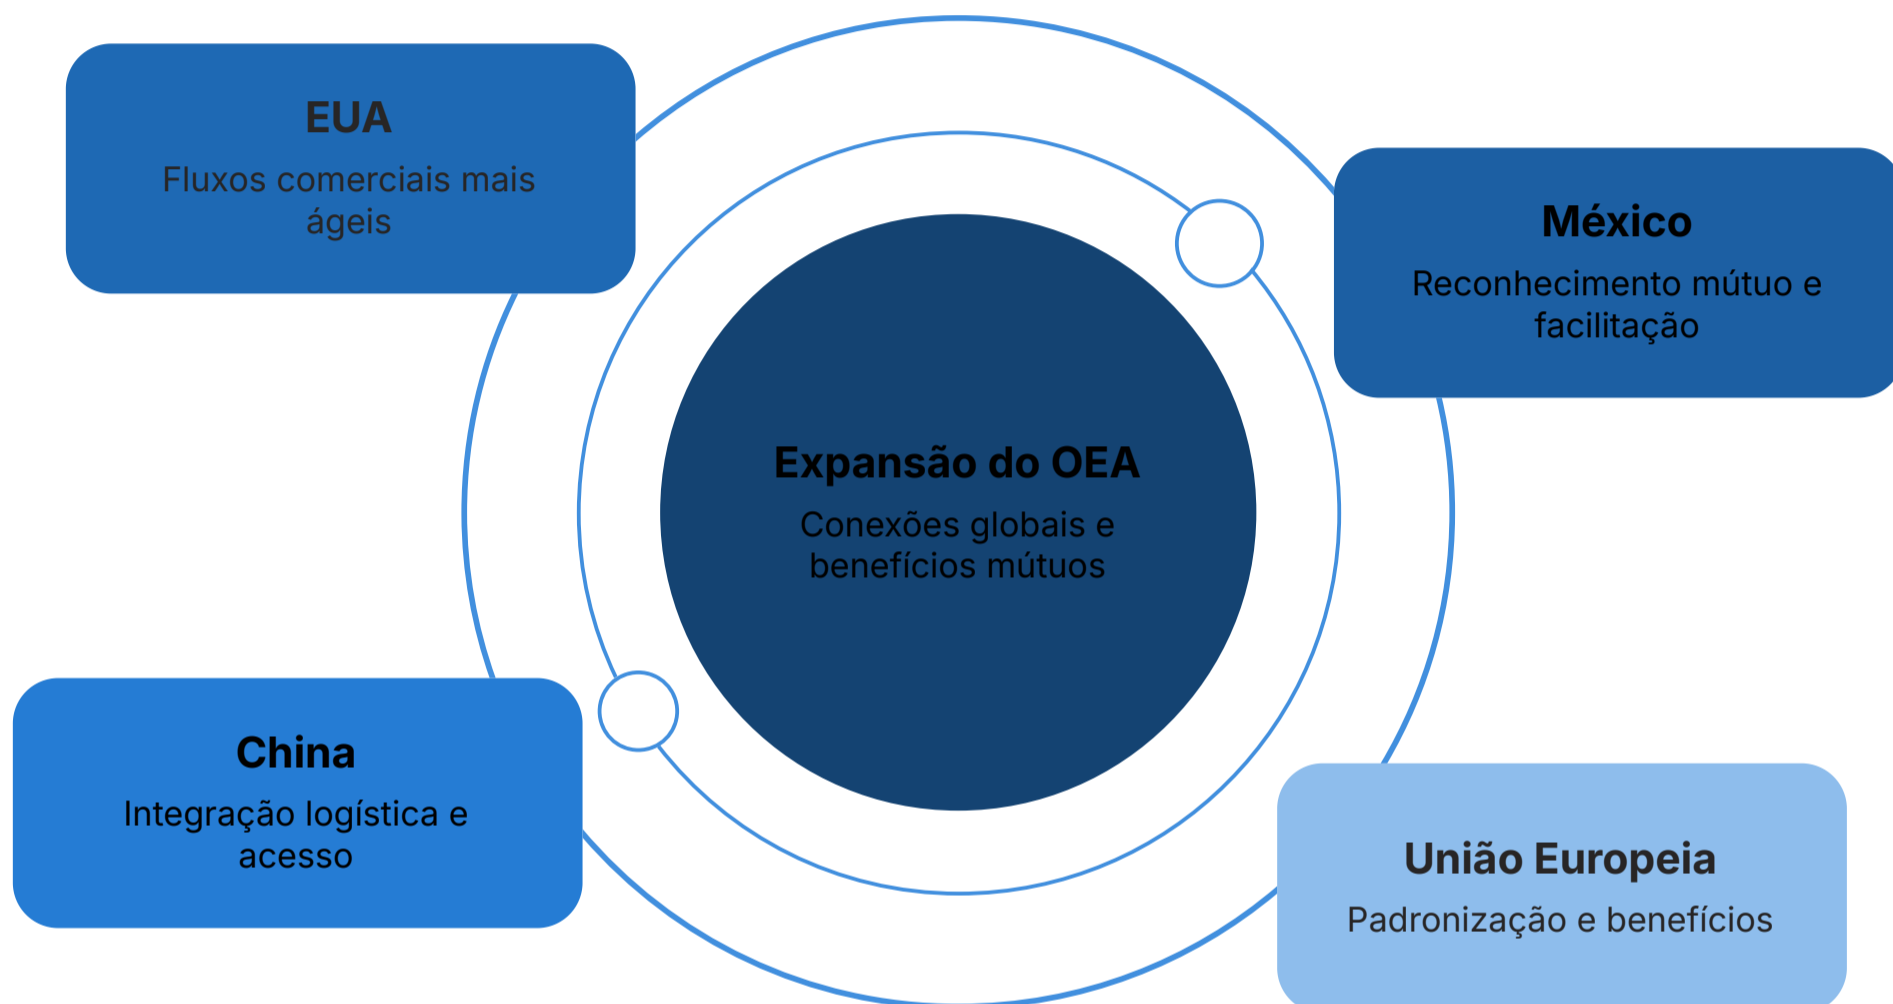 EUA
Fluxos comerciais mais
ágeis
México
Reconhecimento mútuo e
facilitação
Expansão do OEA
Conexões globais e
benefícios mútuos
China
Integração logística e
acesso
União Europeia
Padronização e benefícios